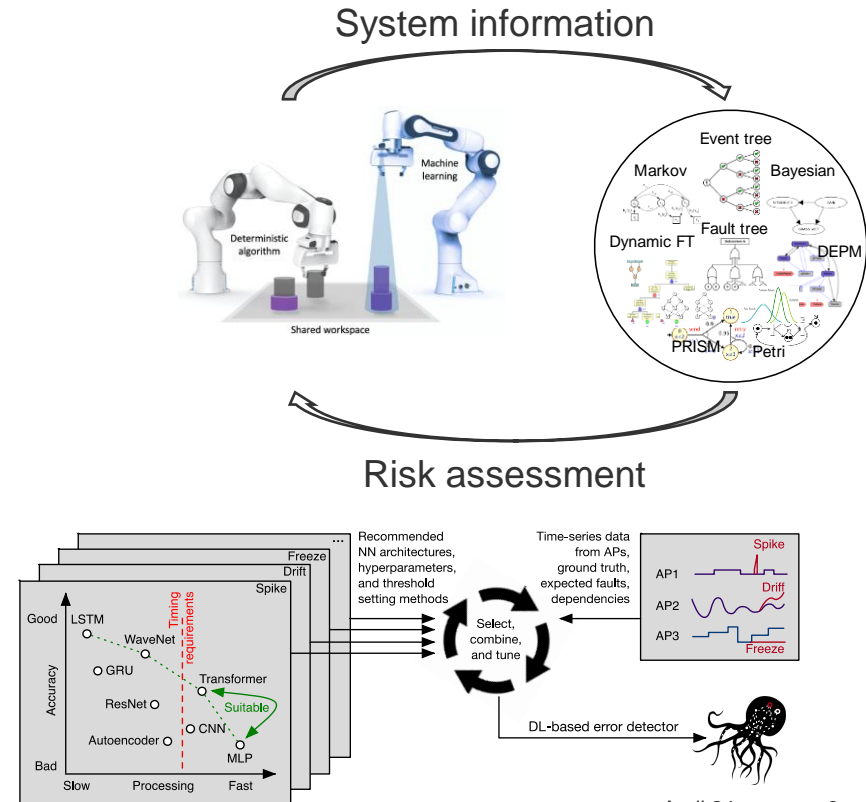 System information
Machine
learning
Deterministic
algorithm
Shared workspace
Event tree
Markov
Bayesian
Fault tree
Dynamic FT
DEPM
PRISM
Petri
Risk assessment
...
Freeze
Drift
Spike
Good
Bad
Accuracy
LSTM
WaveNet
GRU
Transformer
ResNet
Suitable
CNN
Autoencoder
MLP
Timing
requirements
Slow
Processing
Fast
Recommended
NN architectures,
hyperparameters,
and threshold
setting methods
Select,
combine,
and tune
Time-series data
from APs,
ground truth,
expected faults,
dependencies
Spike
AP1
Driff
AP2
AP3
Freeze
DL-based error detector